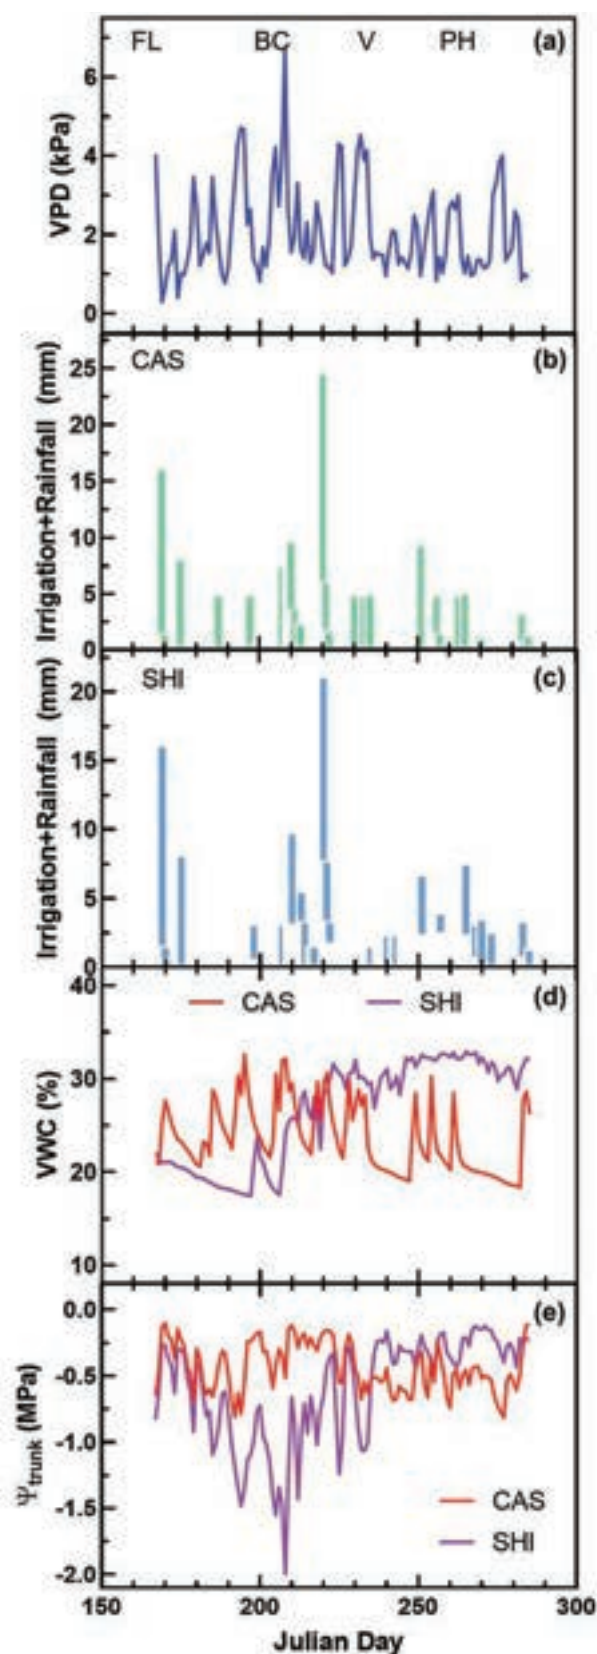 FL BC V PH (a)
VPD (kPa)
6
4
2
0
CAS (b)
Irrigation+Rainfall (mm)
25
20
15
10
5
0
SHI (c)
Irrigation+Rainfall (mm)
20
15
10
5
0
CAS SHI (d)
VWC (%)
40
30
20
10
(e)
Ψtrunk (MPa)
0.0
-0.5
-1.0
-1.5
-2.0
CAS
SHI
150 200 250 300
Julian Day